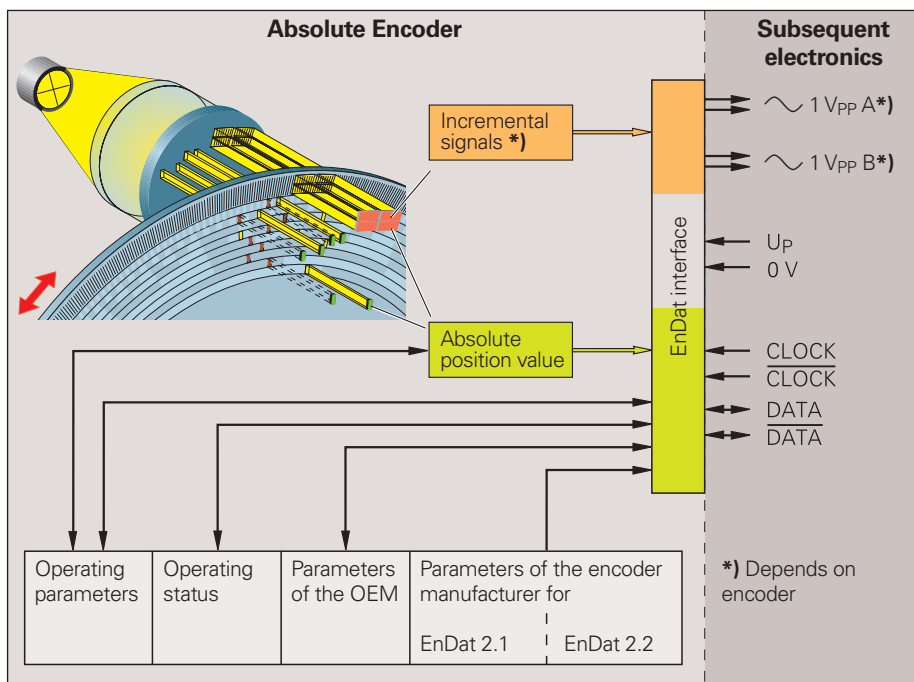 Absolute Encoder
Subsequent
electronics
Incremental
signals *)
1 VPP A*)
1 VPP B*)
UP
0 V
EnDat interface
Absolute
position value
CLOCK
CLOCK
DATA
DATA
Operating
parameters
Operating
status
Parameters
of the OEM
Parameters of the encoder
manufacturer for
EnDat 2.1
EnDat 2.2
*) Depends on
encoder